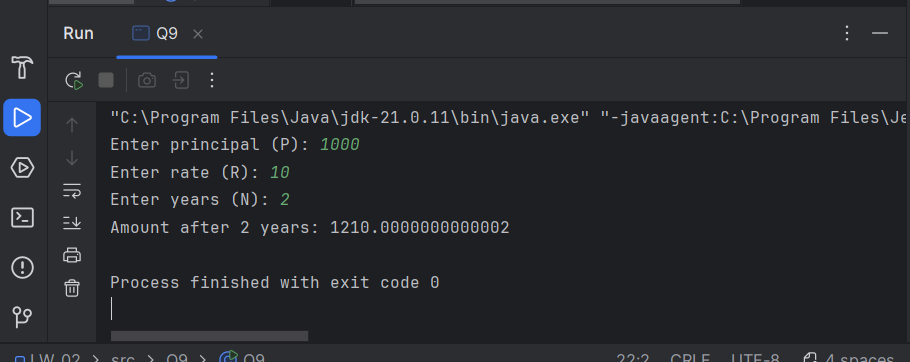 Run Q9
"C:\Program Files\Java\jdk-21.0.11\bin\java.exe" "-javaagent:C:\Program Files\Je
Enter principal (P): 1000
Enter rate (R): 10
Enter years (N): 2
Amount after 2 years: 1210.0000000000002
Process finished with exit code 0
LW_02 > src > Q9 > Q9 22:2 CRLF UTF-8 4 spaces